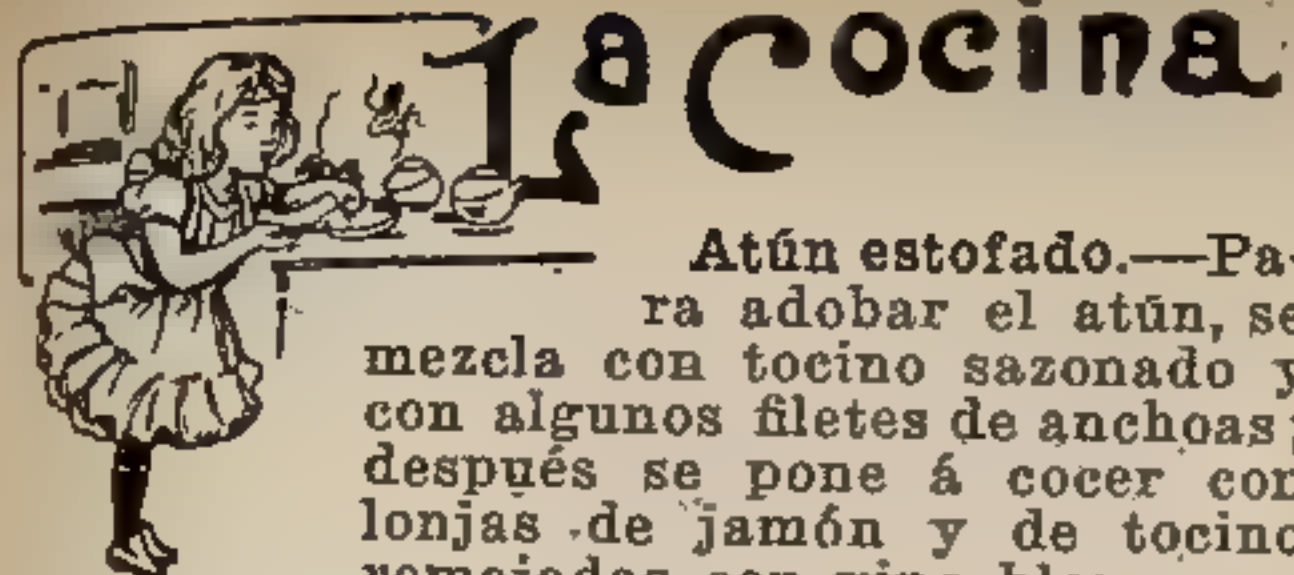 La Cocina
Atún estofado.—Pa-
ra adobar el atún, se
mezcla con tocino sazonado y
con algunos filetes de anchoas
después se pone á cocer con
lonjas de jamón y de tocino